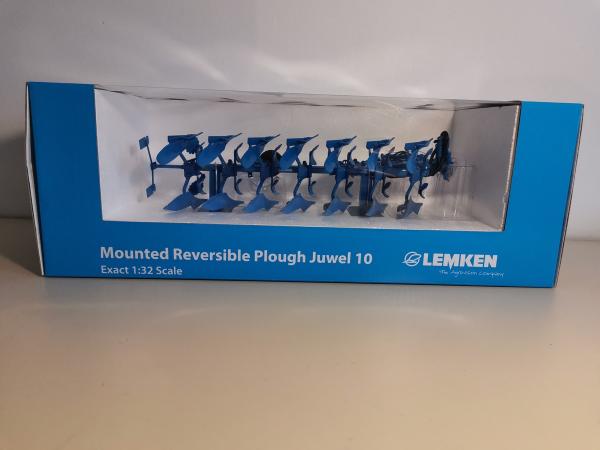 Mounted Reversible Plough Juwel 10
Exact 1:32 Scale
LEMKEN
The Agrovision Company